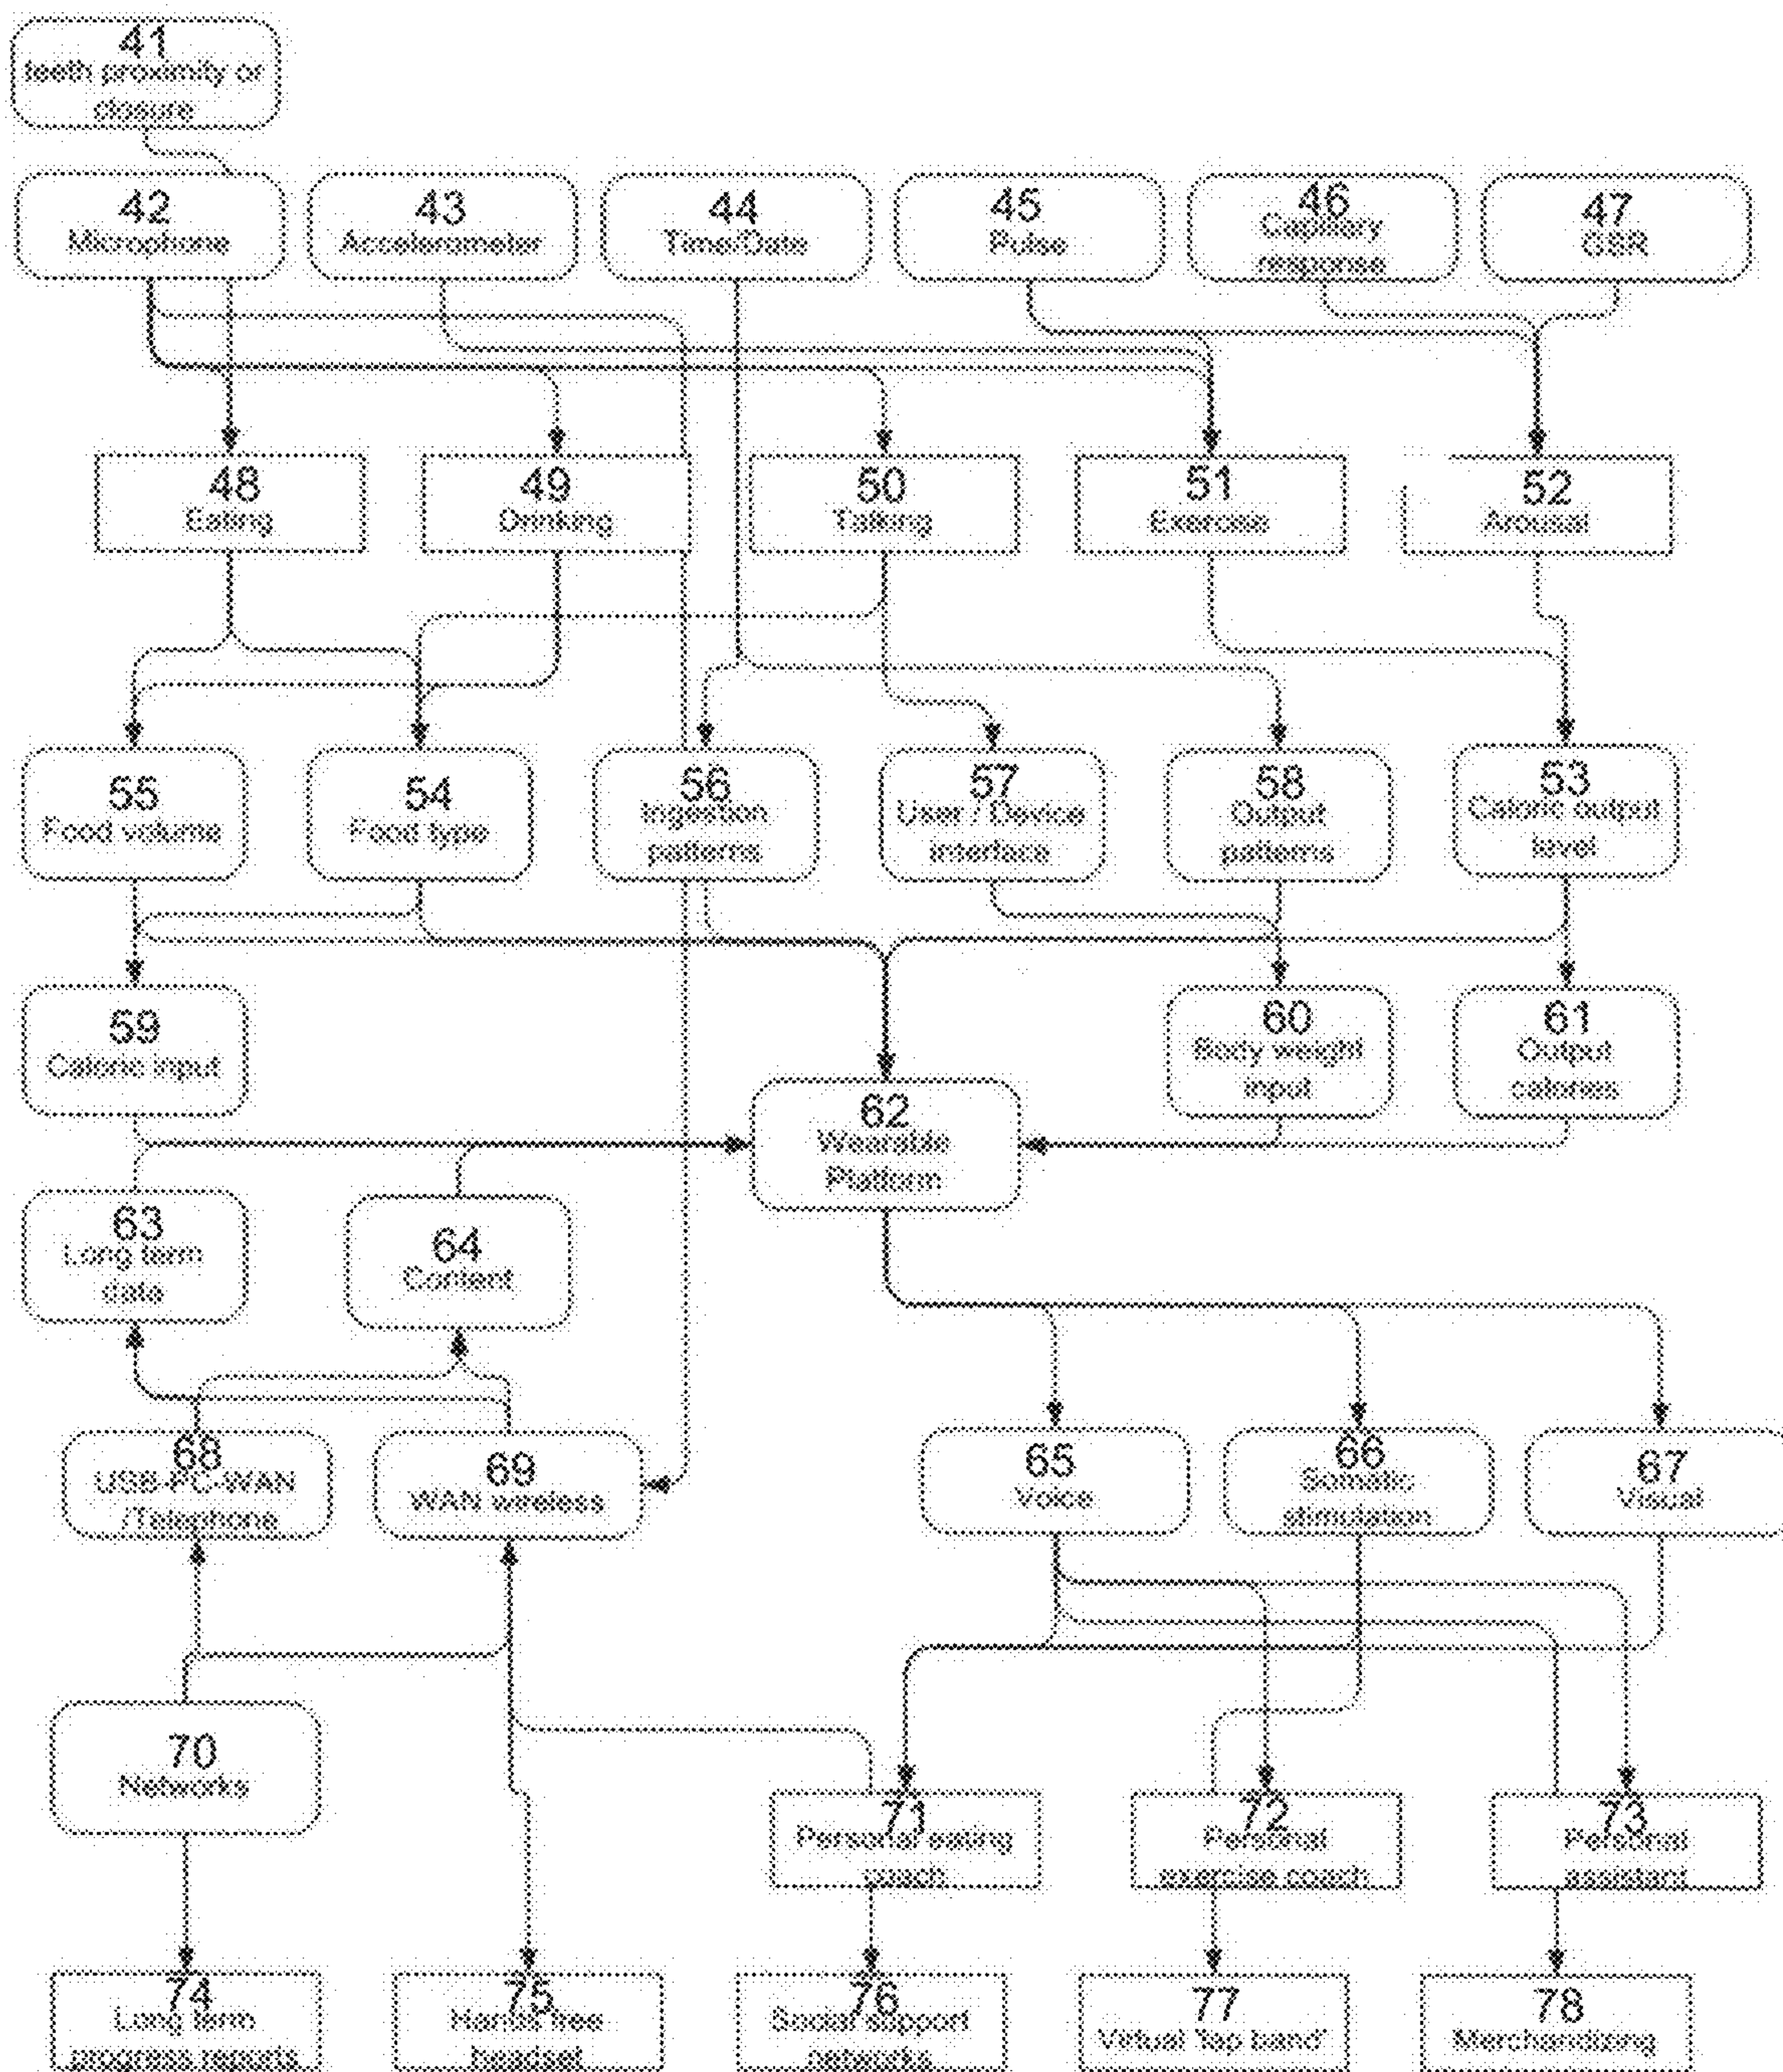 41
teeth proximity or
closure
42
Microphone
43
Accelerometer
44
Time/Date
45
Pulse
46
Capillary
response
47
GSR
48
Eating
49
Drinking
50
Talking
51
Exercise
52
Arousal
55
Food volume
54
Food type
56
Ingestion
patterns
57
User / Device
interface
58
Output
patterns
53
Caloric output
level
59
Caloric input
60
Body weight
input
61
Output
calories
62
Wearable
Platform
63
Long term
data
64
Content
65
Voice
66
Somatic
stimulation
67
Visual
68
USB-PC-WAN
/Telephone
69
WAN wireless
70
Networks
71
Personal eating
coach
72
Personal
exercise coach
73
Personal
assistant
74
Long term
progress reports
75
Hands free
headset
76
Social support
networks
77
Virtual 'lap band'
78
Merchandizing